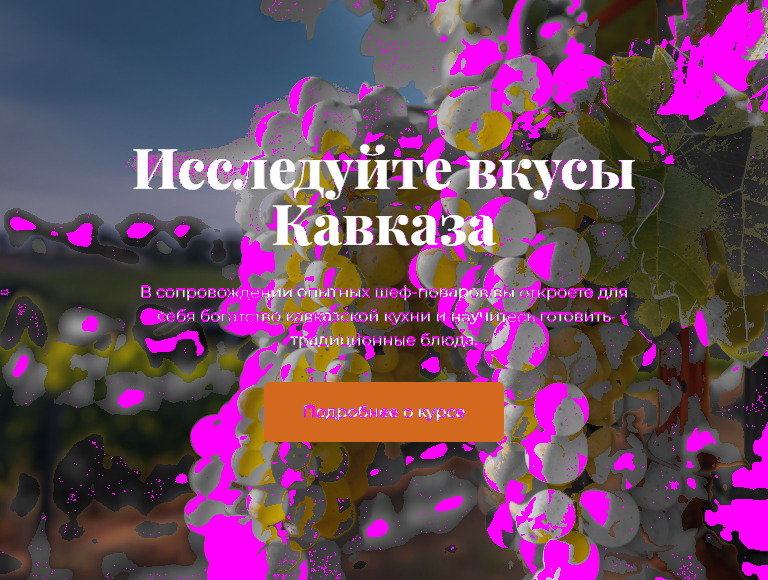 Исследуйте вкусы
Кавказа
В сопровождении опытных шеф-поваров вы откроете для
себя богатство кавказской кухни и научитесь готовить
традиционные блюда.
Подробнее о курсе